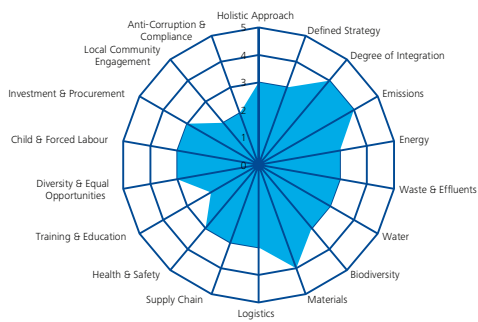 Holistic Approach
Defined Strategy
Degree of Integration
Emissions
Energy
Waste & Effluents
Water
Biodiversity
Materials
Logistics
Supply Chain
Health & Safety
Training & Education
Diversity & Equal
Opportunities
Child & Forced Labour
Investment & Procurement
Local Community
Engagement
Anti-Corruption &
Compliance
5
4
3
2
1
0